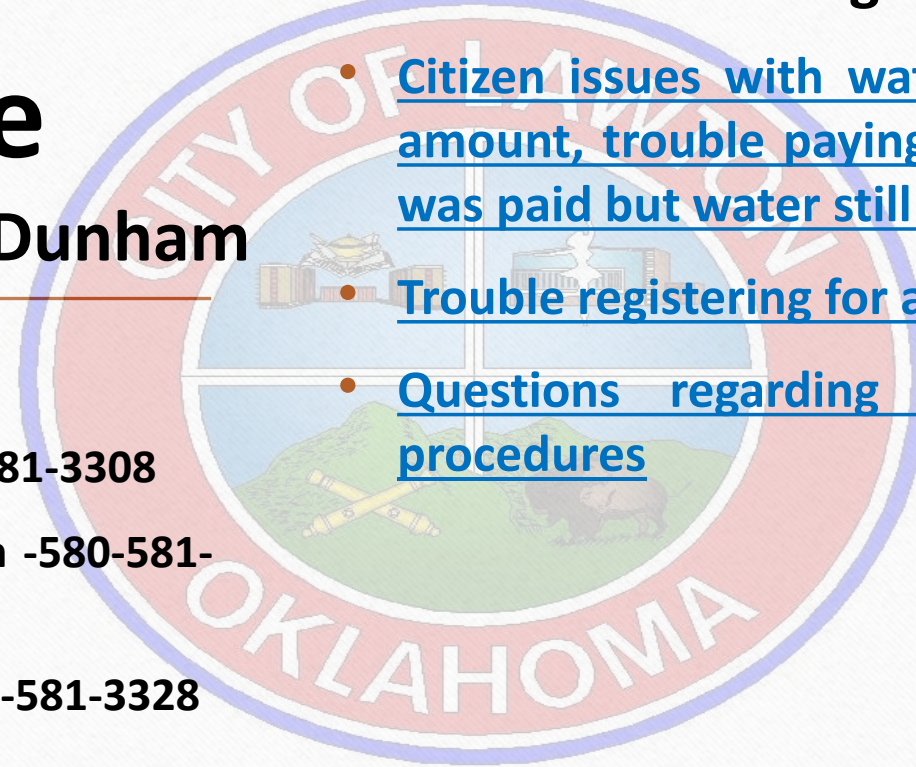 e
Dunham
81-3308
-580-581-
-581-3328
Citizen issues with wat
amount, trouble paying
was paid but water still
Trouble registering for a
Questions regarding
procedures
CITY OF LAWTON
OKLAHOMA